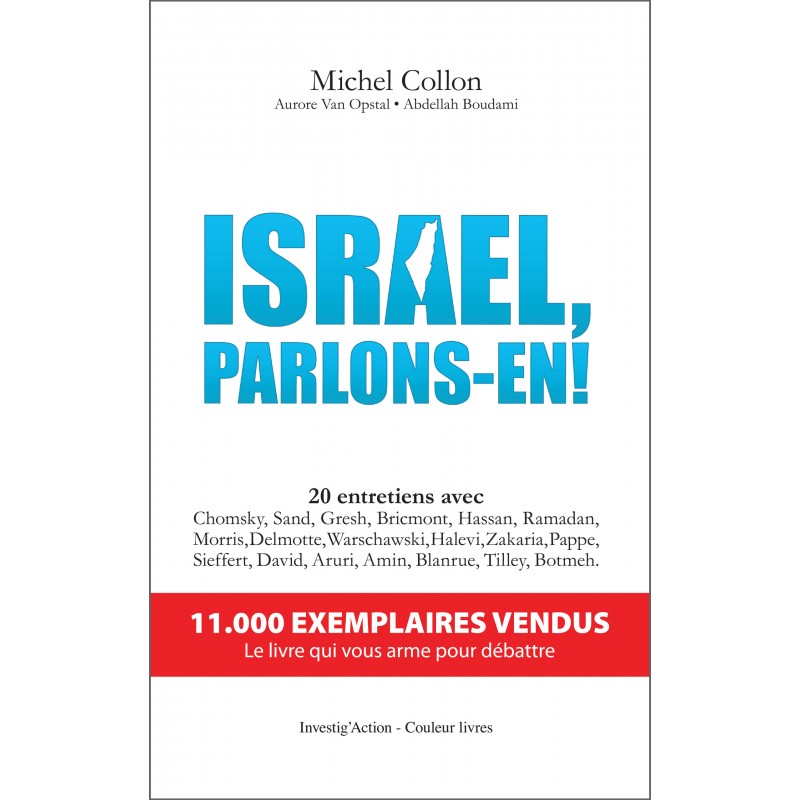 Michel Collon
Aurore Van Opstal • Abdellah Boudami
ISRAEL,
PARLONS-EN!
20 entretiens avec
Chomsky, Sand, Gresh, Bricmont, Hassan, Ramadan,
Morris,Delmotte,Warschawski,Halevi,Zakaria,Pappe,
Sieffert, David, Aruri, Amin, Blanrue, Tilley, Botmeh.
11.000 EXEMPLAIRES VENDUS
Le livre qui vous arme pour débattre
Investig'Action - Couleur livres